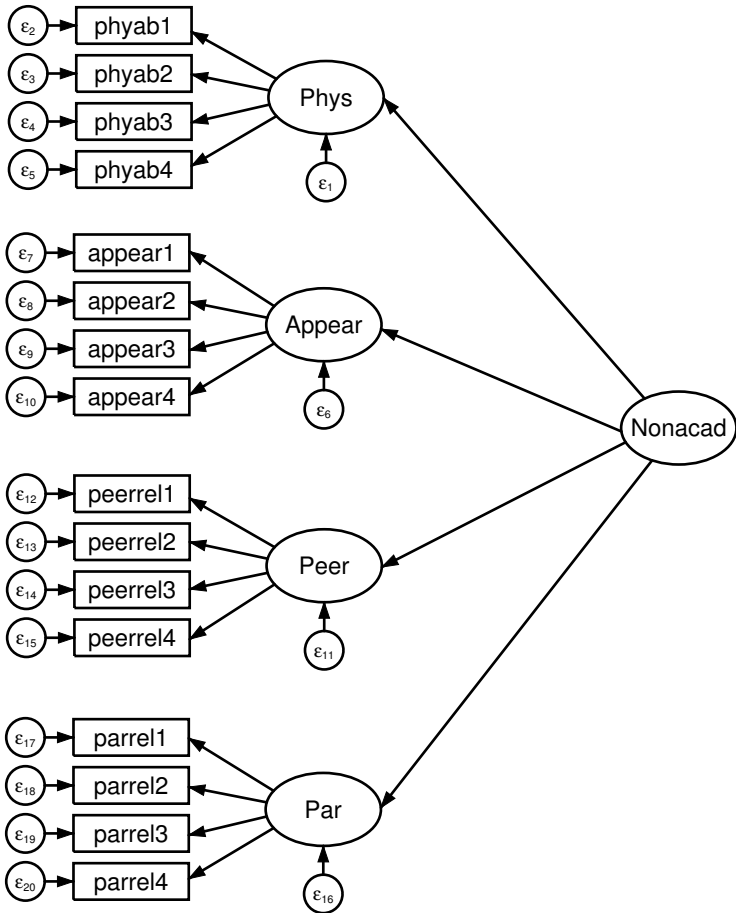 ε2 phyab1
ε3 phyab2
ε4 phyab3
ε5 phyab4
Phys
ε1
ε7 appear1
ε8 appear2
ε9 appear3
ε10 appear4
Appear
ε6
Nonacad
ε12 peerrel1
ε13 peerrel2
ε14 peerrel3
ε15 peerrel4
Peer
ε11
ε17 parrel1
ε18 parrel2
ε19 parrel3
ε20 parrel4
Par
ε16